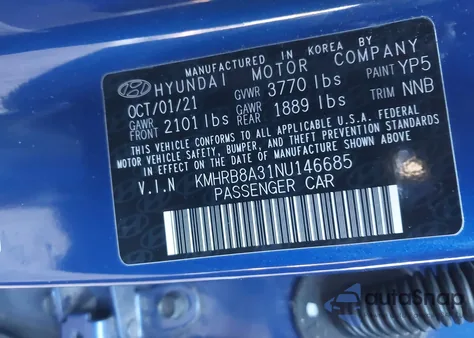 MANUFACTURED IN KOREA BY
HYUNDAI MOTOR COMPANY
OCT/01/21 GVWR 3770 lbs PAINT YP5
GAWR FRONT 2101 lbs GAWR REAR 1889 lbs TRIM NNB
THIS VEHICLE CONFORMS TO ALL APPLICABLE U.S.A. FEDERAL
MOTOR VEHICLE SAFETY, BUMPER, AND THEFT PREVENTION STANDARDS
IN EFFECT ON THE DATE OF MANUFACTURE SHOWN ABOVE.
V.I.N KMHRB8A31NU146685
PASSENGER CAR
autoSnap